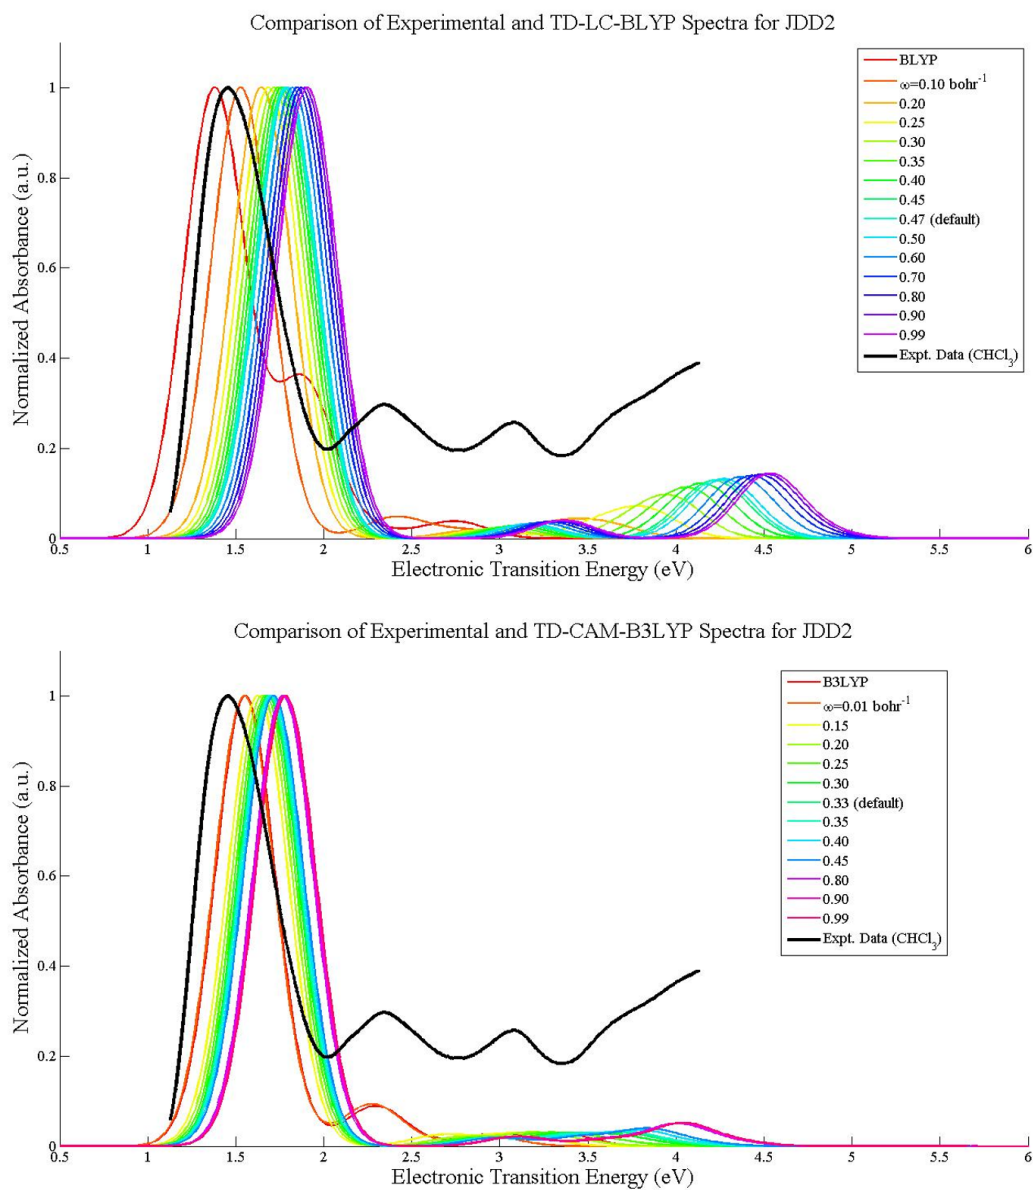 Comparison of Experimental and TD-LC-BLYP Spectra for JDD2
Normalized Absorbance (a.u.)
1
0.8
0.6
0.4
0.2
0
0.5 1 1.5 2 2.5 3 3.5 4 4.5 5 5.5 6
Electronic Transition Energy (eV)
BLYP
ω=0.10 bohr⁻¹
0.20
0.25
0.30
0.35
0.40
0.45
0.47 (default)
0.50
0.60
0.70
0.80
0.90
0.99
Expt. Data (CHCl₃)
Comparison of Experimental and TD-CAM-B3LYP Spectra for JDD2
Normalized Absorbance (a.u.)
1
0.8
0.6
0.4
0.2
0
0.5 1 1.5 2 2.5 3 3.5 4 4.5 5 5.5 6
Electronic Transition Energy (eV)
B3LYP
ω=0.01 bohr⁻¹
0.15
0.20
0.25
0.30
0.33 (default)
0.35
0.40
0.45
0.80
0.90
0.99
Expt. Data (CHCl₃)